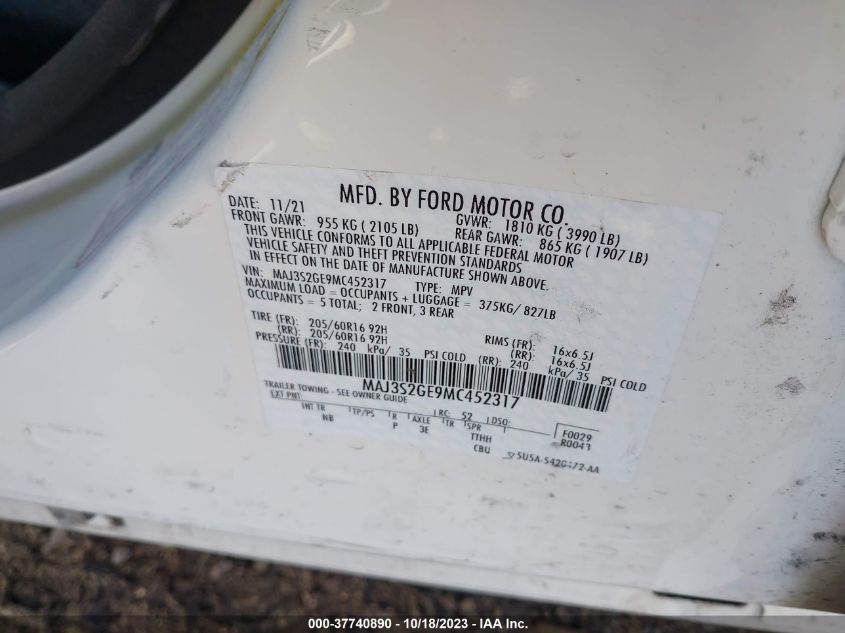 MFD. BY FORD MOTOR CO.
DATE: 11/21 GVWR: 1810 KG ( 3990 LB)
FRONT GAWR: 955 KG ( 2105 LB) REAR GAWR: 865 KG ( 1907 LB)
THIS VEHICLE CONFORMS TO ALL APPLICABLE FEDERAL MOTOR
VEHICLE SAFETY AND THEFT PREVENTION STANDARDS
IN EFFECT ON THE DATE OF MANUFACTURE SHOWN ABOVE.
VIN: MAJ3S2GE9MC452317 TYPE: MPV
MAXIMUM LOAD = OCCUPANTS + LUGGAGE = 375KG/ 827LB
OCCUPANTS = 5 TOTAL; 2 FRONT, 3 REAR
TIRE (FR): 205/60R16 92H RIMS (FR): 16x6.5J
(RR): 205/60R16 92H (RR): 16x6.5J
PRESSURE (FR): 240 kPa/ 35 PSI COLD (RR): 240 kPa/ 35 PSI COLD
MAJ3S2GE9MC452317
TRAILER TOWING - SEE OWNER GUIDE
EXT PNT: RC: 52 DSO: F0029
INT TR TP/PS R AXLE TR SPR R0043
NB P 3E TTHH
CBU
000-37740890 - 10/18/2023 - IAA Inc.